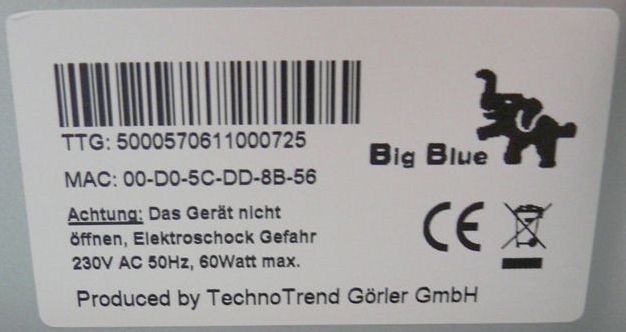 TTG: 5000570611000725
MAC: 00-D0-5C-DD-8B-56
Big Blue
Achtung: Das Gerät nicht
öffnen, Elektroschock Gefahr
230V AC 50Hz, 60Watt max.
CE
Produced by TechnoTrend Görler GmbH